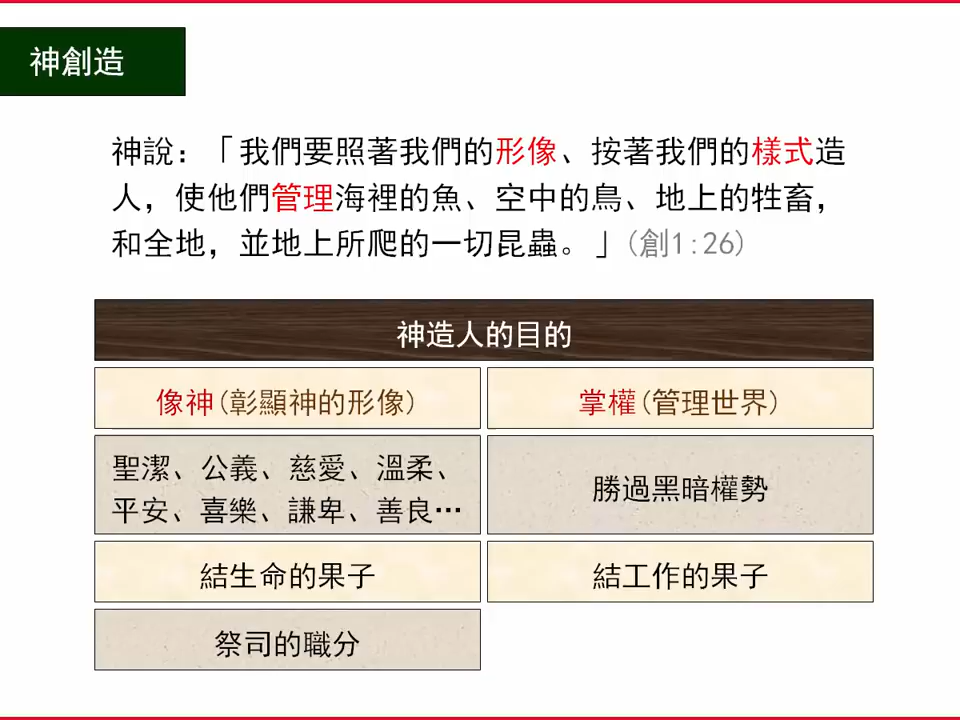 神創造
神說：「我們要照著我們的形像、按著我們的樣式造
人，使他們管理海裡的魚、空中的鳥、地上的牲畜，
和全地，並地上所爬的一切昆蟲。」(創1:26)
神造人的目的
像神(彰顯神的形像)
掌權(管理世界)
聖潔、公義、慈愛、溫柔、
平安、喜樂、謙卑、善良…
勝過黑暗權勢
結生命的果子
結工作的果子
祭司的職分